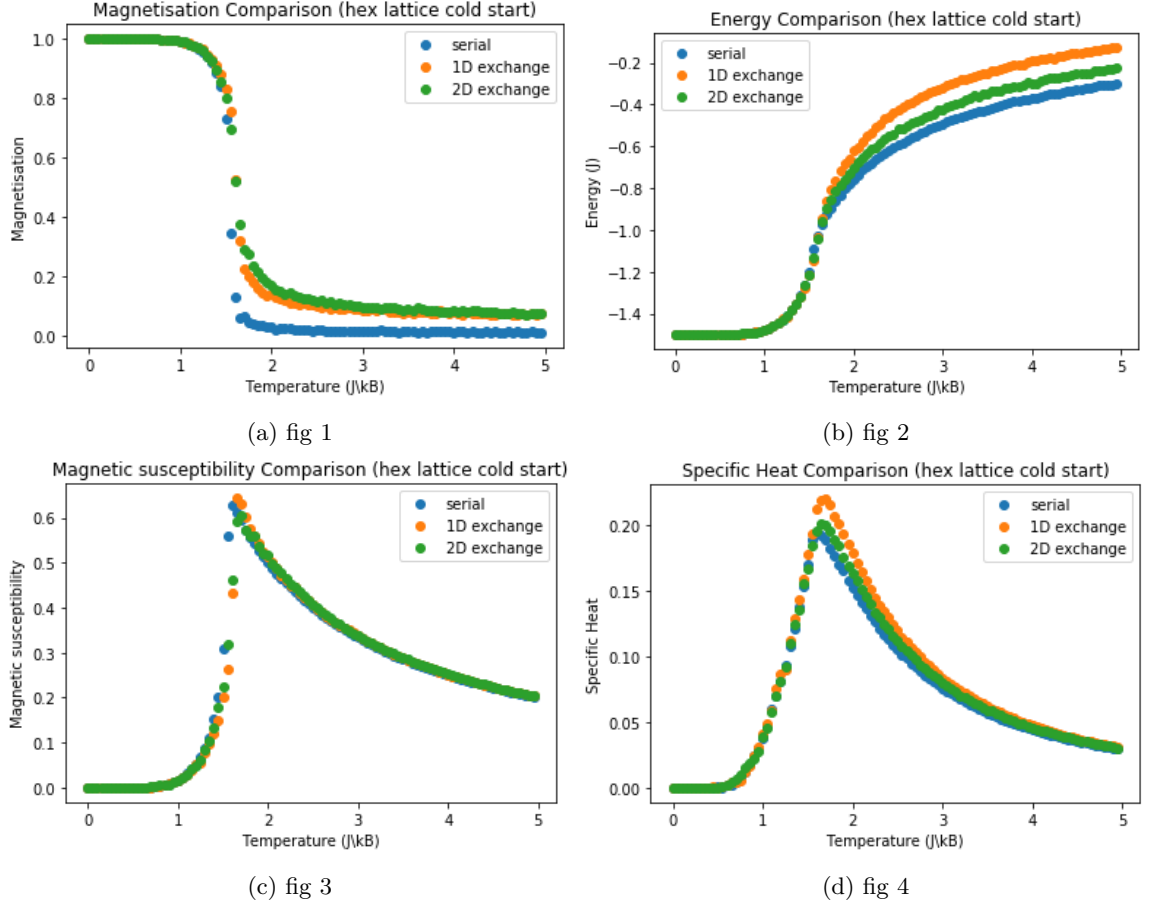 Magnetisation Comparison (hex lattice cold start)
1.0
0.8
0.6
0.4
0.2
0.0
Magnetisation
serial
1D exchange
2D exchange
0 1 2 3 4 5
Temperature (J\kB)
(a) fig 1
Energy Comparison (hex lattice cold start)
−0.2
−0.4
−0.6
−0.8
−1.0
−1.2
−1.4
Energy (J)
serial
1D exchange
2D exchange
0 1 2 3 4 5
Temperature (J\kB)
(b) fig 2
Magnetic susceptibility Comparison (hex lattice cold start)
0.6
0.5
0.4
0.3
0.2
0.1
0.0
Magnetic susceptibility
serial
1D exchange
2D exchange
0 1 2 3 4 5
Temperature (J\kB)
(c) fig 3
Specific Heat Comparison (hex lattice cold start)
0.20
0.15
0.10
0.05
0.00
Specific Heat
serial
1D exchange
2D exchange
0 1 2 3 4 5
Temperature (J\kB)
(d) fig 4